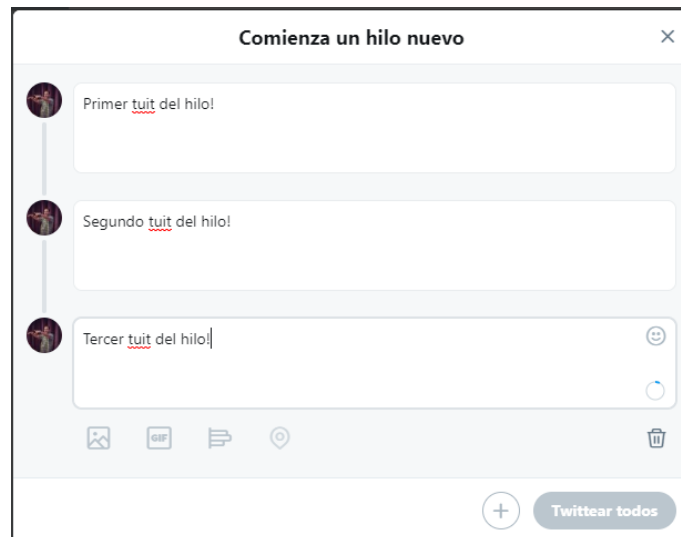 Comienza un hilo nuevo
Primer tuit del hilo!
Segundo tuit del hilo!
Tercer tuit del hilo!
GIF
Twittear todos